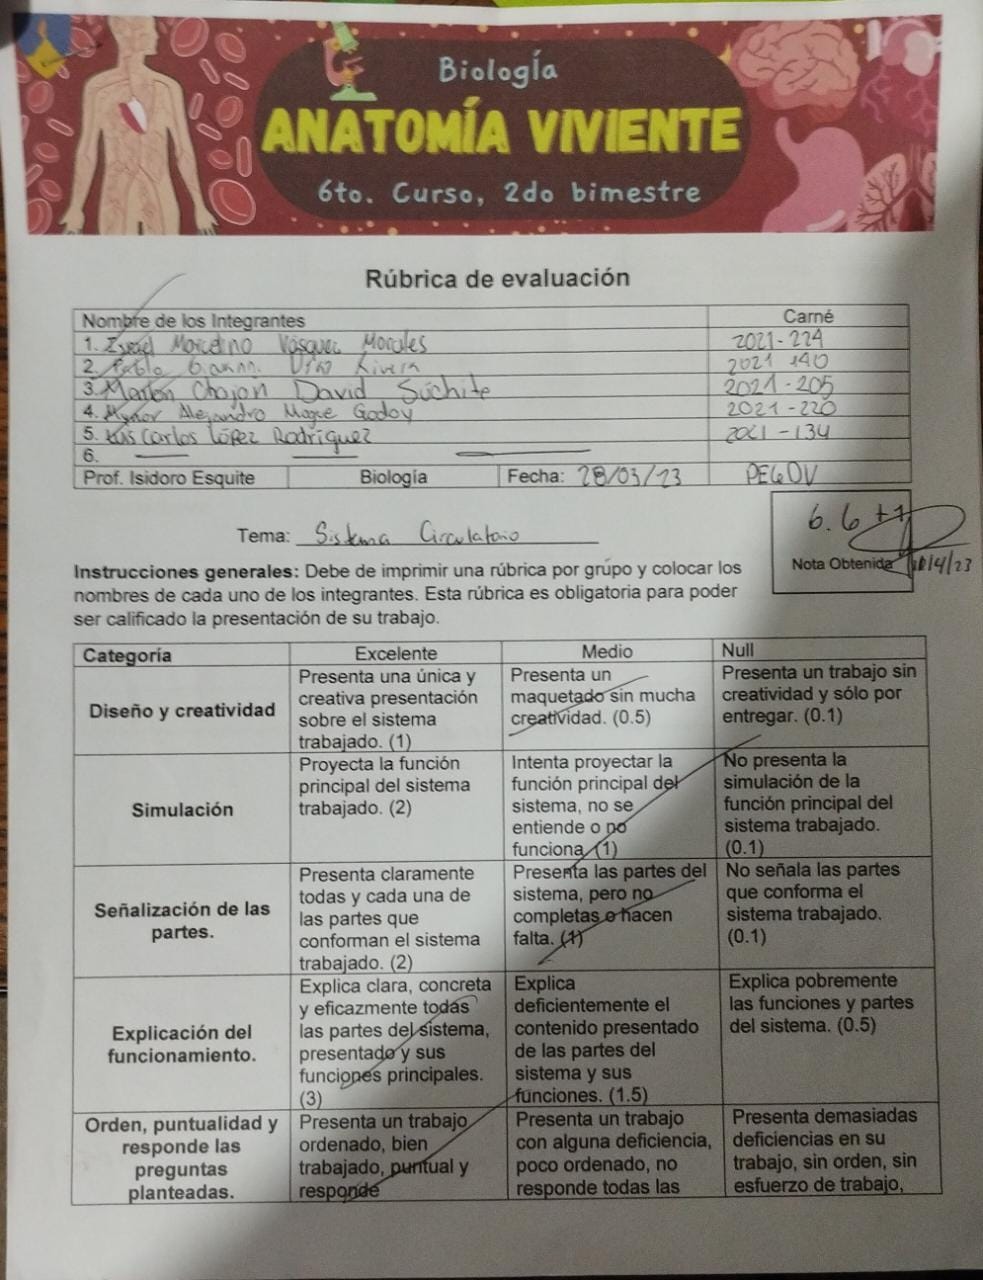 Biología
ANATOMÍA VIVIENTE
6to. Curso, 2do bimestre
Rúbrica de evaluación
Nombre de los Integrantes Carné
1. Marcelino Vásquez Morales 2021-224
2. Pablo Rivera 2021 140
3. Marlon Chajon David Súchite 2021-205
4. Mynor Alejandro Godoy 2021-220
5. Luis Carlos López Rodríguez 2021-134
6.
Prof. Isidoro Esquite Biología Fecha: 28/03/23 PEGOV
Tema: Sistema Circulatorio
6.6 +1
Nota Obtenida /4/23
Instrucciones generales: Debe de imprimir una rúbrica por grupo y colocar los
nombres de cada uno de los integrantes. Esta rúbrica es obligatoria para poder
ser calificado la presentación de su trabajo.
Categoría Excelente Medio Null
Diseño y creatividad
Presenta una única y
creativa presentación
sobre el sistema
trabajado. (1)
Presenta un
maquetado sin mucha
creatividad. (0.5)
Presenta un trabajo sin
creatividad y sólo por
entregar. (0.1)
Simulación
Proyecta la función
principal del sistema
trabajado. (2)
Intenta proyectar la
función principal del
sistema, no se
entiende o no
funciona (1)
No presenta la
simulación de la
función principal del
sistema trabajado.
(0.1)
Señalización de las
partes.
Presenta claramente
todas y cada una de
las partes que
conforman el sistema
trabajado. (2)
Presenta las partes del
sistema, pero no
completas o hacen
falta. (1)
No señala las partes
que conforma el
sistema trabajado.
(0.1)
Explicación del
funcionamiento.
Explica clara, concreta
y eficazmente todas
las partes del sistema,
presentado y sus
funciones principales.
(3)
Explica
deficientemente el
contenido presentado
de las partes del
sistema y sus
funciones. (1.5)
Explica pobremente
las funciones y partes
del sistema. (0.5)
Orden, puntualidad y
responde las
preguntas
planteadas.
Presenta un trabajo
ordenado, bien
trabajado, puntual y
responde
Presenta un trabajo
con alguna deficiencia,
poco ordenado, no
responde todas las
Presenta demasiadas
deficiencias en su
trabajo, sin orden, sin
esfuerzo de trabajo,